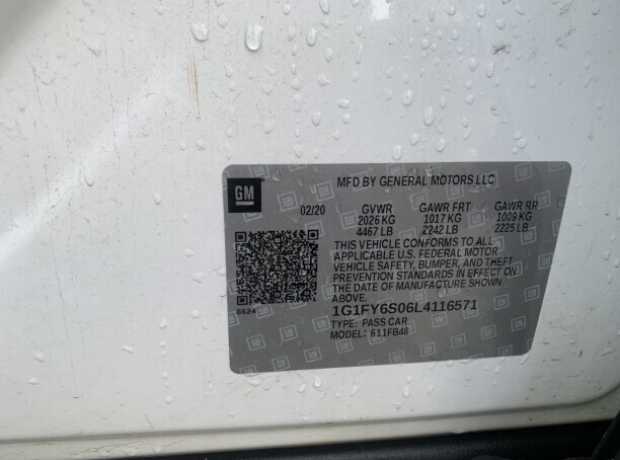 GM
MFD BY GENERAL MOTORS LLC
02/20 GVWR GAWR FRT GAWR RR
2026 KG 1017 KG 1009 KG
4467 LB 2242 LB 2225 LB
THIS VEHICLE CONFORMS TO ALL
APPLICABLE U.S. FEDERAL MOTOR
VEHICLE SAFETY, BUMPER, AND THEFT
PREVENTION STANDARDS IN EFFECT ON
THE DATE OF MANUFACTURE SHOWN
ABOVE.
1G1FY6S06L4116571
TYPE: PASS CAR
MODEL: 611FB48